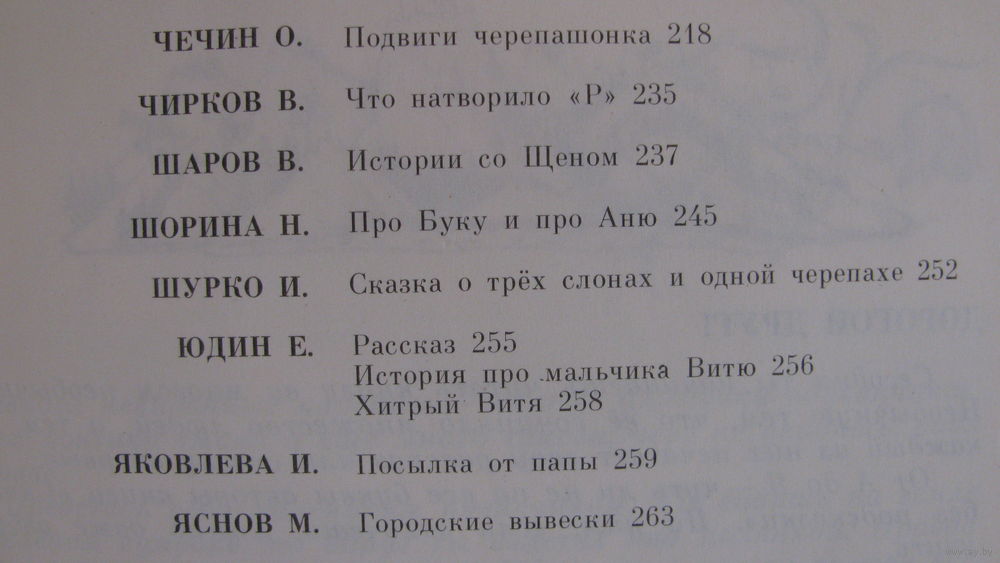 ЧЕЧИН О. Подвиги черепашонка 218
ЧИРКОВ В. Что натворило «Р» 235
ШАРОВ В. Истории со Щеном 237
ШОРИНА Н. Про Буку и про Аню 245
ШУРКО И. Сказка о трёх слонах и одной черепахе 252
ЮДИН Е. Рассказ 255
История про мальчика Витю 256
Хитрый Витя 258
ЯКОВЛЕВА И. Посылка от папы 259
ЯСНОВ М. Городские вывески 263